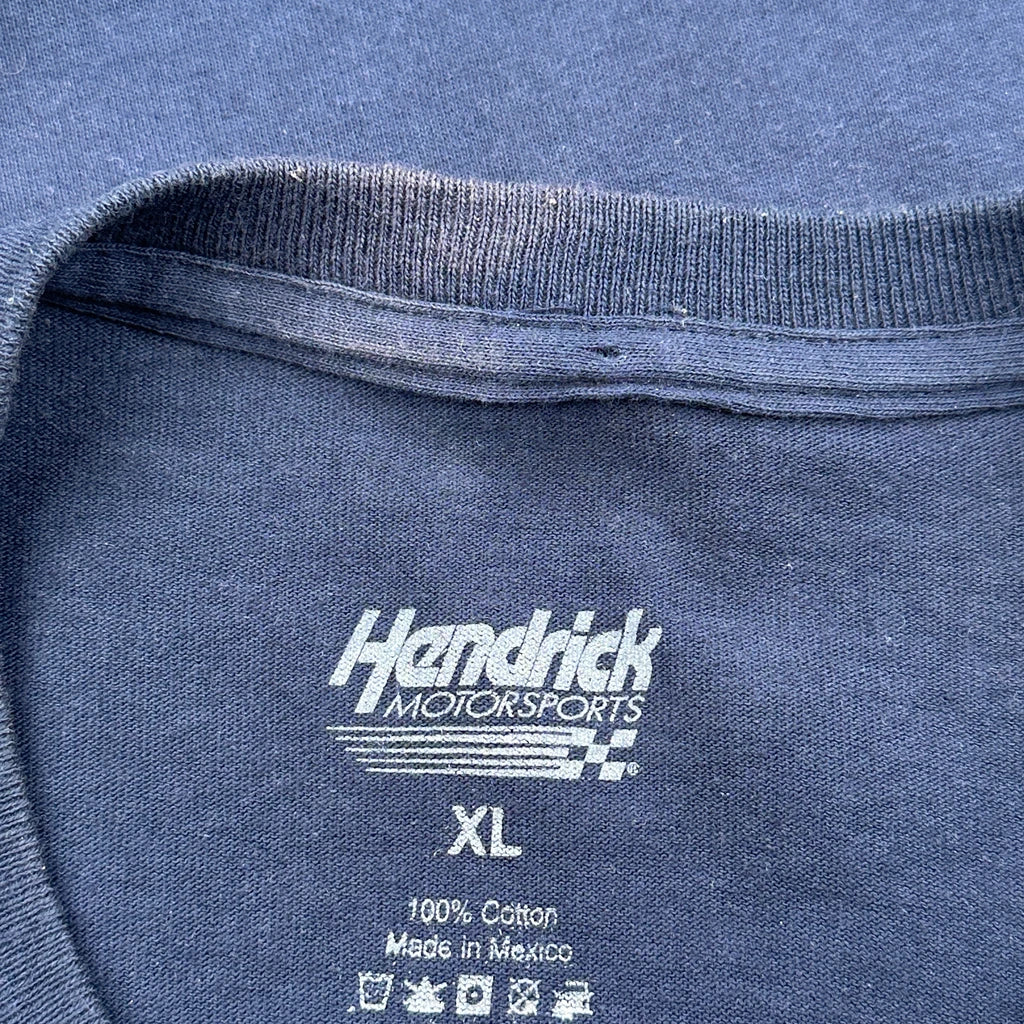 Hendrick
MOTORSPORTS
®
XL
100% Cotton
Made in Mexico